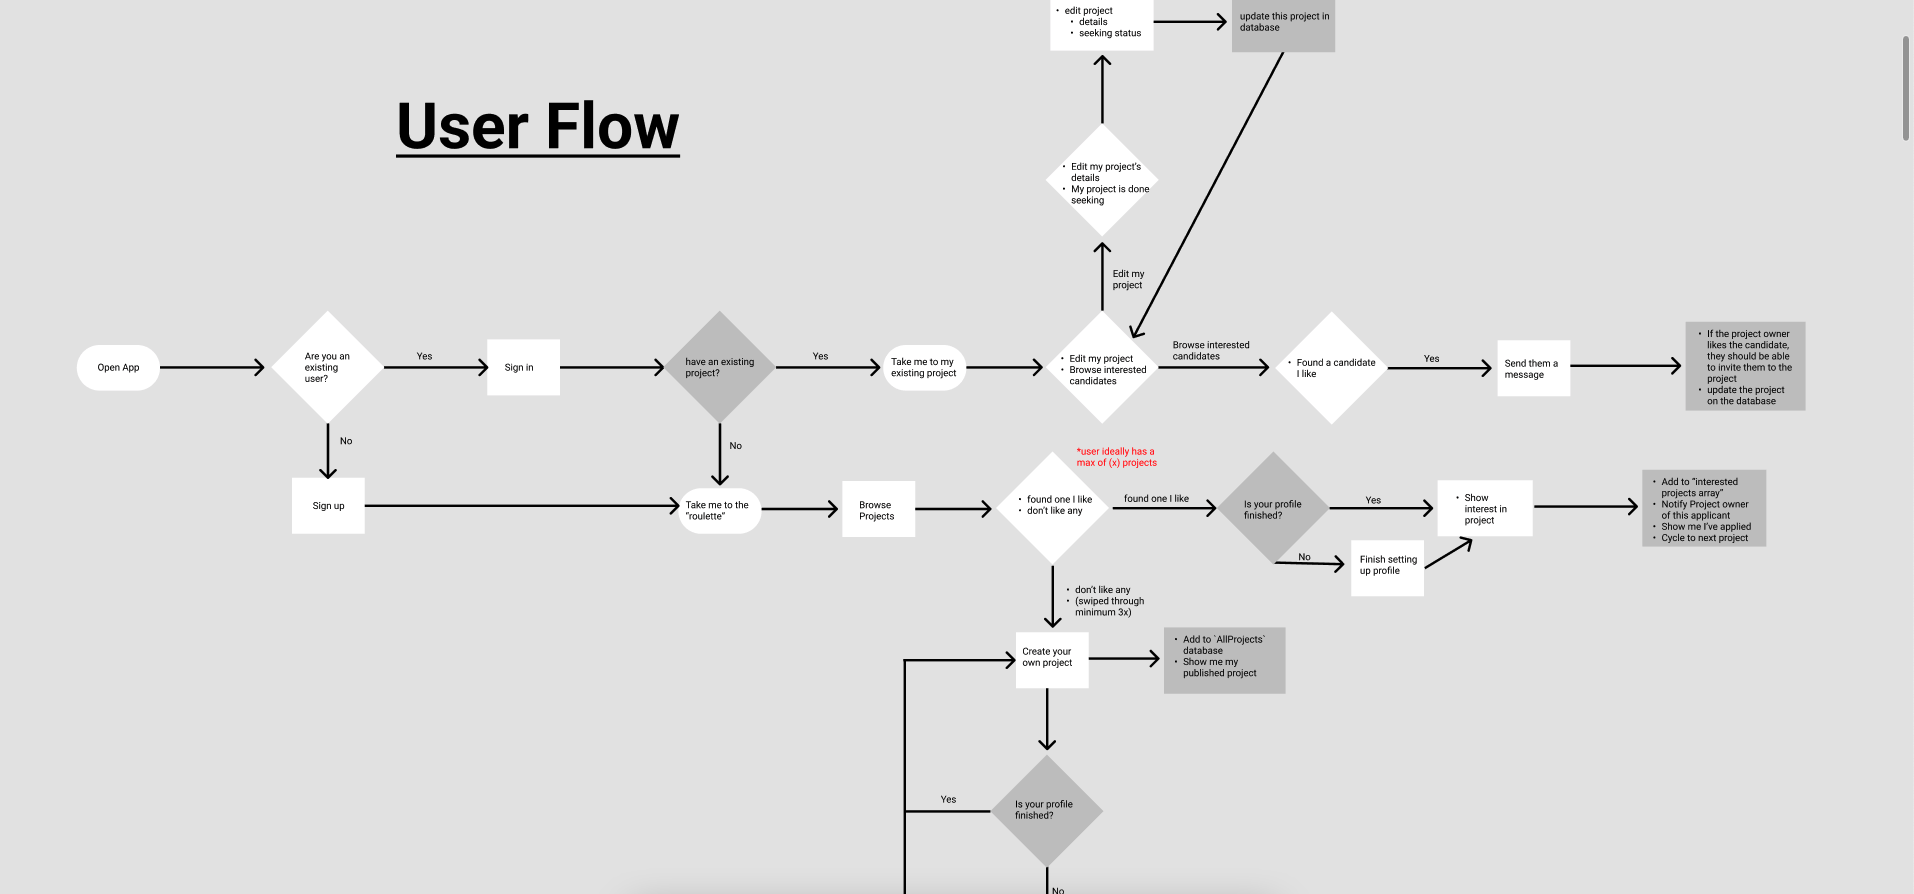 • edit project
• details
• seeking status
update this project in
database
User Flow
• Edit my project's
details
• My project is done
seeking
Edit my
project
Open App
Are you an
existing
user?
Yes
Sign in
have an existing
project?
Yes
Take me to my
existing project
• Edit my project
• Browse interested
candidates
Browse interested
candidates
• Found a candidate
I like
Yes
Send them a
message
• If the project owner
likes the candidate,
they should be able
to invite them to the
project
• update the project
on the database
No
No
Sign up
Take me to the
"roulette"
Browse
Projects
*user ideally has a
max of (x) projects
• found one I like
• don't like any
found one I like
Is your profile
finished?
Yes
• Show
interest in
project
• Add to "interested
projects array"
• Notify Project owner
of this applicant
• Show me I've applied
• Cycle to next project
No
Finish setting
up profile
• don't like any
• (swiped through
minimum 3x)
Create your
own project
• Add to `AllProjects`
database
• Show me my
published project
Yes
Is your profile
finished?
No